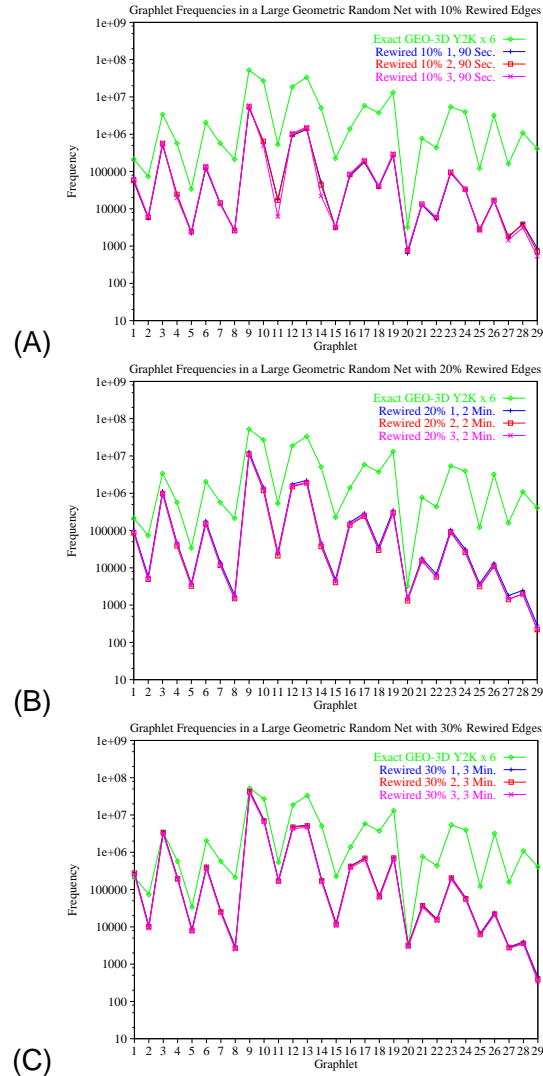 Graphlet Frequencies in a Large Geometric Random Net with 10% Rewired Edges
1e+09
1e+08
1e+07
1e+06
100000
10000
1000
100
10
Frequency
Exact GEO-3D Y2K x 6
Rewired 10% 1, 90 Sec.
Rewired 10% 2, 90 Sec.
Rewired 10% 3, 90 Sec.
1 2 3 4 5 6 7 8 9 10 11 12 13 14 15 16 17 18 19 20 21 22 23 24 25 26 27 28 29
Graphlet
(A)
Graphlet Frequencies in a Large Geometric Random Net with 20% Rewired Edges
1e+09
1e+08
1e+07
1e+06
100000
10000
1000
100
10
Frequency
Exact GEO-3D Y2K x 6
Rewired 20% 1, 2 Min.
Rewired 20% 2, 2 Min.
Rewired 20% 3, 2 Min.
1 2 3 4 5 6 7 8 9 10 11 12 13 14 15 16 17 18 19 20 21 22 23 24 25 26 27 28 29
Graphlet
(B)
Graphlet Frequencies in a Large Geometric Random Net with 30% Rewired Edges
1e+09
1e+08
1e+07
1e+06
100000
10000
1000
100
10
Frequency
Exact GEO-3D Y2K x 6
Rewired 30% 1, 3 Min.
Rewired 30% 2, 3 Min.
Rewired 30% 3, 3 Min.
1 2 3 4 5 6 7 8 9 10 11 12 13 14 15 16 17 18 19 20 21 22 23 24 25 26 27 28 29
Graphlet
(C)